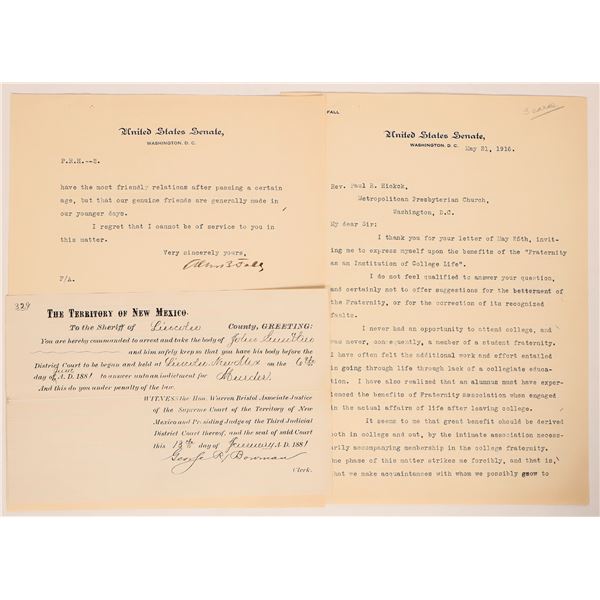 United States Senate,
WASHINGTON, D. C.
P.R.H.--2.
have the most friendly relations after passing a certain
age, but that our genuine friends are generally made in
our younger days.
I regret that I cannot be of service to you in
this matter.
Very sincerely yours,
Albert B. Fall
F/A.
FALL
United States Senate,
WASHINGTON, D. C.
May 31, 1916.
Rev. Paul R. Hickok,
Metropolitoan Presbyterian Church,
Washington, D.C.
My dear Sir:
I thank you for your letter of May 25th, invit-
ing me to express myself upon the benefits of the "Fraternity
as an Institution of College Life".
I do not feel qualified to answer your question,
and certainly not to offer suggestions for the betterment of
the Fraternity, or for the correction of its recognized
faults.
I never had an opportunity to attend college, and
was never, consequently, a member of a student fraternity.
I have often felt the additional work and effort entailed
in going through life through lack of a collegiate education.
I have also realized that an alumnus must have exper-
ienced the benefits of Fraternity association when engaged
in the actual affairs of life after leaving college.
It seems to me that great benefit should be derived
both in college and out, by the intimate association necess-
arily accompanying membership in the college fraternity.
One phase of this matter strikes me forcibly, and that is,
that we make acquaintances with whom we possibly grow to
329
THE TERRITORY OF NEW MEXICO.
To the Sheriff of Lincoln County, GREETING:
You are hereby commanded to arrest and take the body of John
and him safely keep so that you have his body before the
District Court to be begun and held at Lincoln New Mex on the 6th
day of June A. D. 1881 to answer unto an indictment for Murder
And this do you under penalty of the law.
WITNESS the Hon. Warren Bristol Associate Justice
of the Supreme Court of the Territory of New
Mexico and Presiding Judge of the Third Judicial
District Court thereof, and the seal of said Court
this 13th day of January A. D. 1881
George R. Bowman
Clerk.